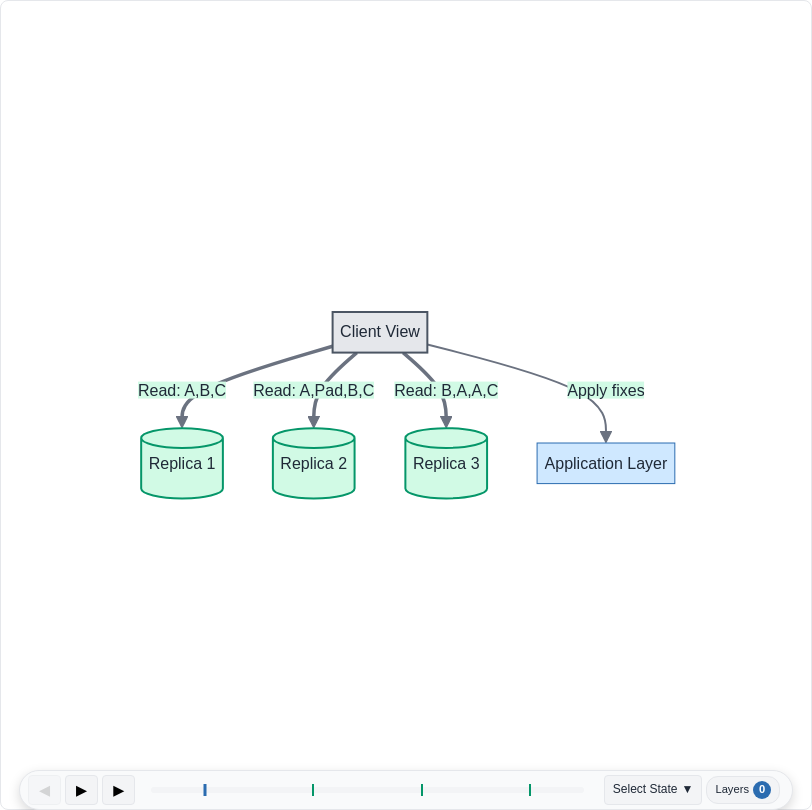 Client View
Read: A,B,C
Read: A,Pad,B,C
Read: B,A,A,C
Apply fixes
Replica 1
Replica 2
Replica 3
Application Layer
Select State ▼
Layers 0